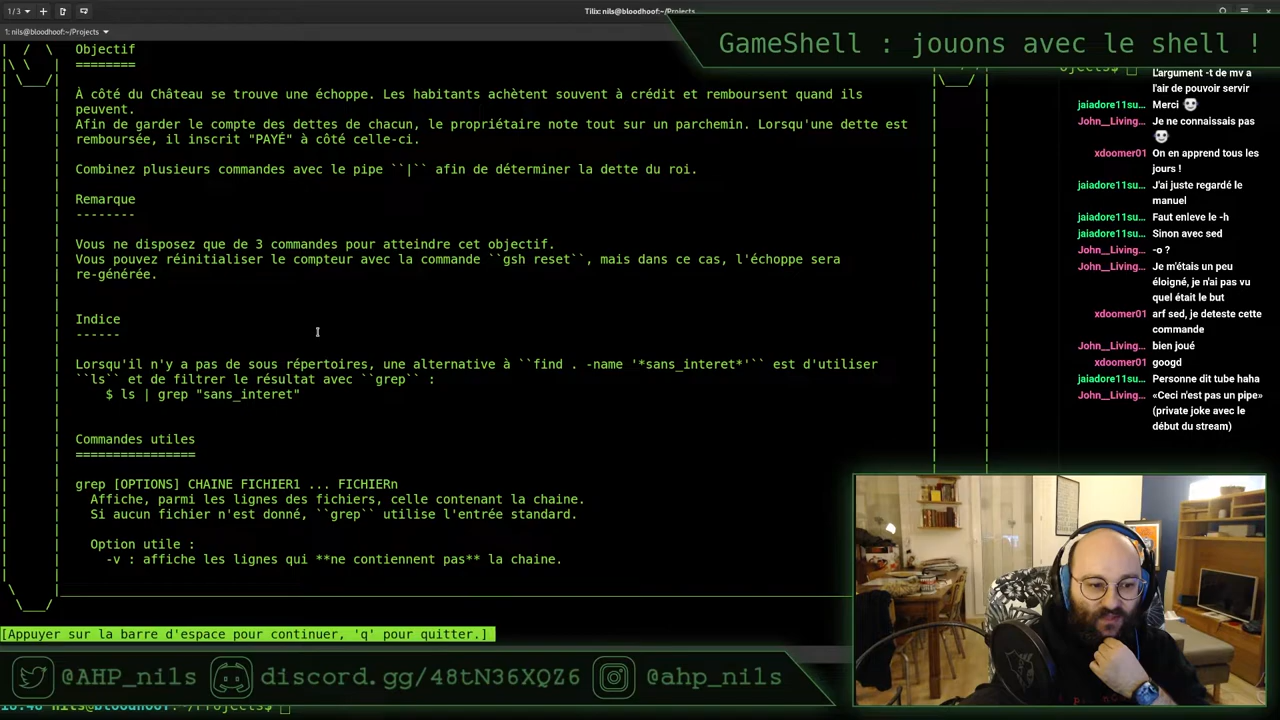 1/3
Tilix: nils@bloodhoof:~/Projects
1: nils@bloodhoof:~/Projects
GameShell : jouons avec le shell !
Objectif
========
À côté du Château se trouve une échoppe. Les habitants achètent souvent à crédit et remboursent quand ils
peuvent.
Afin de garder le compte des dettes de chacun, le propriétaire note tout sur un parchemin. Lorsqu'une dette est
remboursée, il inscrit "PAYÉ" à côté celle-ci.
Combinez plusieurs commandes avec le pipe ``|`` afin de déterminer la dette du roi.
Remarque
--------
Vous ne disposez que de 3 commandes pour atteindre cet objectif.
Vous pouvez réinitialiser le compteur avec la commande ``gsh reset``, mais dans ce cas, l'échoppe sera
re-générée.
Indice
------
Lorsqu'il n'y a pas de sous répertoires, une alternative à ``find . -name '*sans_interet*'`` est d'utiliser
``ls`` et de filtrer le résultat avec ``grep`` :
$ ls | grep "sans_interet"
Commandes utiles
================
grep [OPTIONS] CHAINE FICHIER1 ... FICHIERn
Affiche, parmi les lignes des fichiers, celle contenant la chaine.
Si aucun fichier n'est donné, ``grep`` utilise l'entrée standard.
Option utile :
-v : affiche les lignes qui **ne contiennent pas** la chaine.
[Appuyer sur la barre d'espace pour continuer, 'q' pour quitter.]
L'argument -t de mv a
l'air de pouvoir servir
jaiadore11su... Merci
John__Living... Je ne connaissais pas
xdoomer01 On en apprend tous les
jours !
jaiadore11su... J'ai juste regardé le
manuel
jaiadore11su... Faut enleve le -h
jaiadore11su... Sinon avec sed
John__Living... -o ?
John__Living... Je m'étais un peu
éloigné, je n'ai pas vu
quel était le but
xdoomer01 arf sed, je deteste cette
commande
John__Living... bien joué
xdoomer01 googd
jaiadore11su... Personne dit tube haha
John__Living... «Ceci n'est pas un pipe»
(private joke avec le
début du stream)
@AHP_nils
discord.gg/48tN36XQZ6
@ahp_nils
nils@bloodhoof:~/Projects$